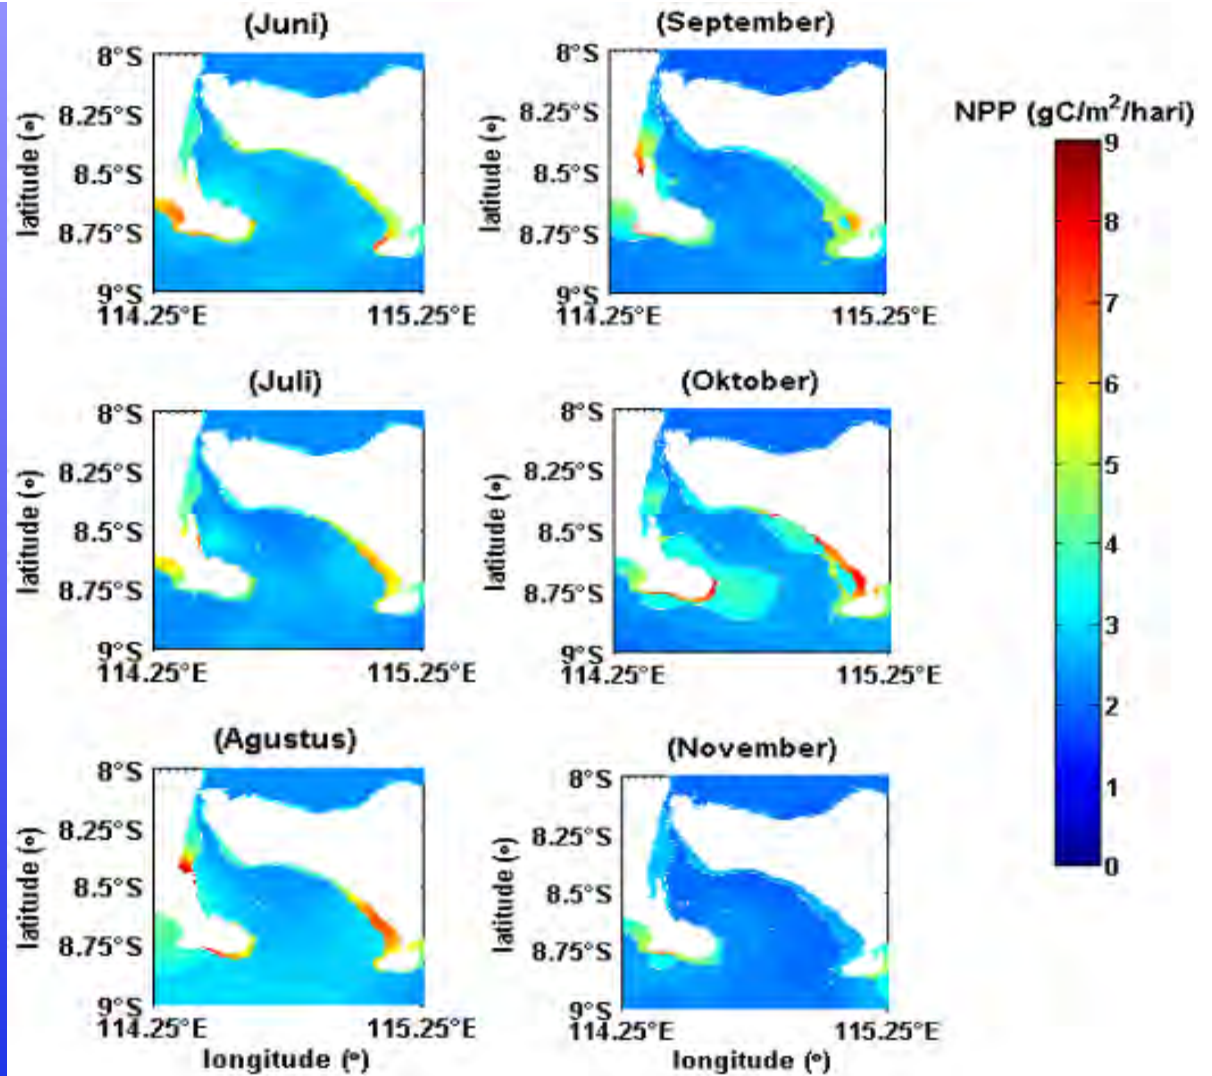 (Juni)
8°S
8.25°S
8.5°S
8.75°S
9°S
114.25°E 115.25°E
latitude (°)
(September)
8°S
8.25°S
8.5°S
8.75°S
9°S
114.25°E 115.25°E
latitude (°)
NPP (gC/m²/hari)
9
8
7
6
5
4
3
2
1
0
(Juli)
8°S
8.25°S
8.5°S
8.75°S
9°S
114.25°E 115.25°E
latitude (°)
(Oktober)
8°S
8.25°S
8.5°S
8.75°S
9°S
114.25°E 115.25°E
latitude (°)
(Agustus)
8°S
8.25°S
8.5°S
8.75°S
9°S
114.25°E 115.25°E
latitude (°)
longitude (°)
(November)
8°S
8.25°S
8.5°S
8.75°S
9°S
114.25°E 115.25°E
latitude (°)
longitude (°)